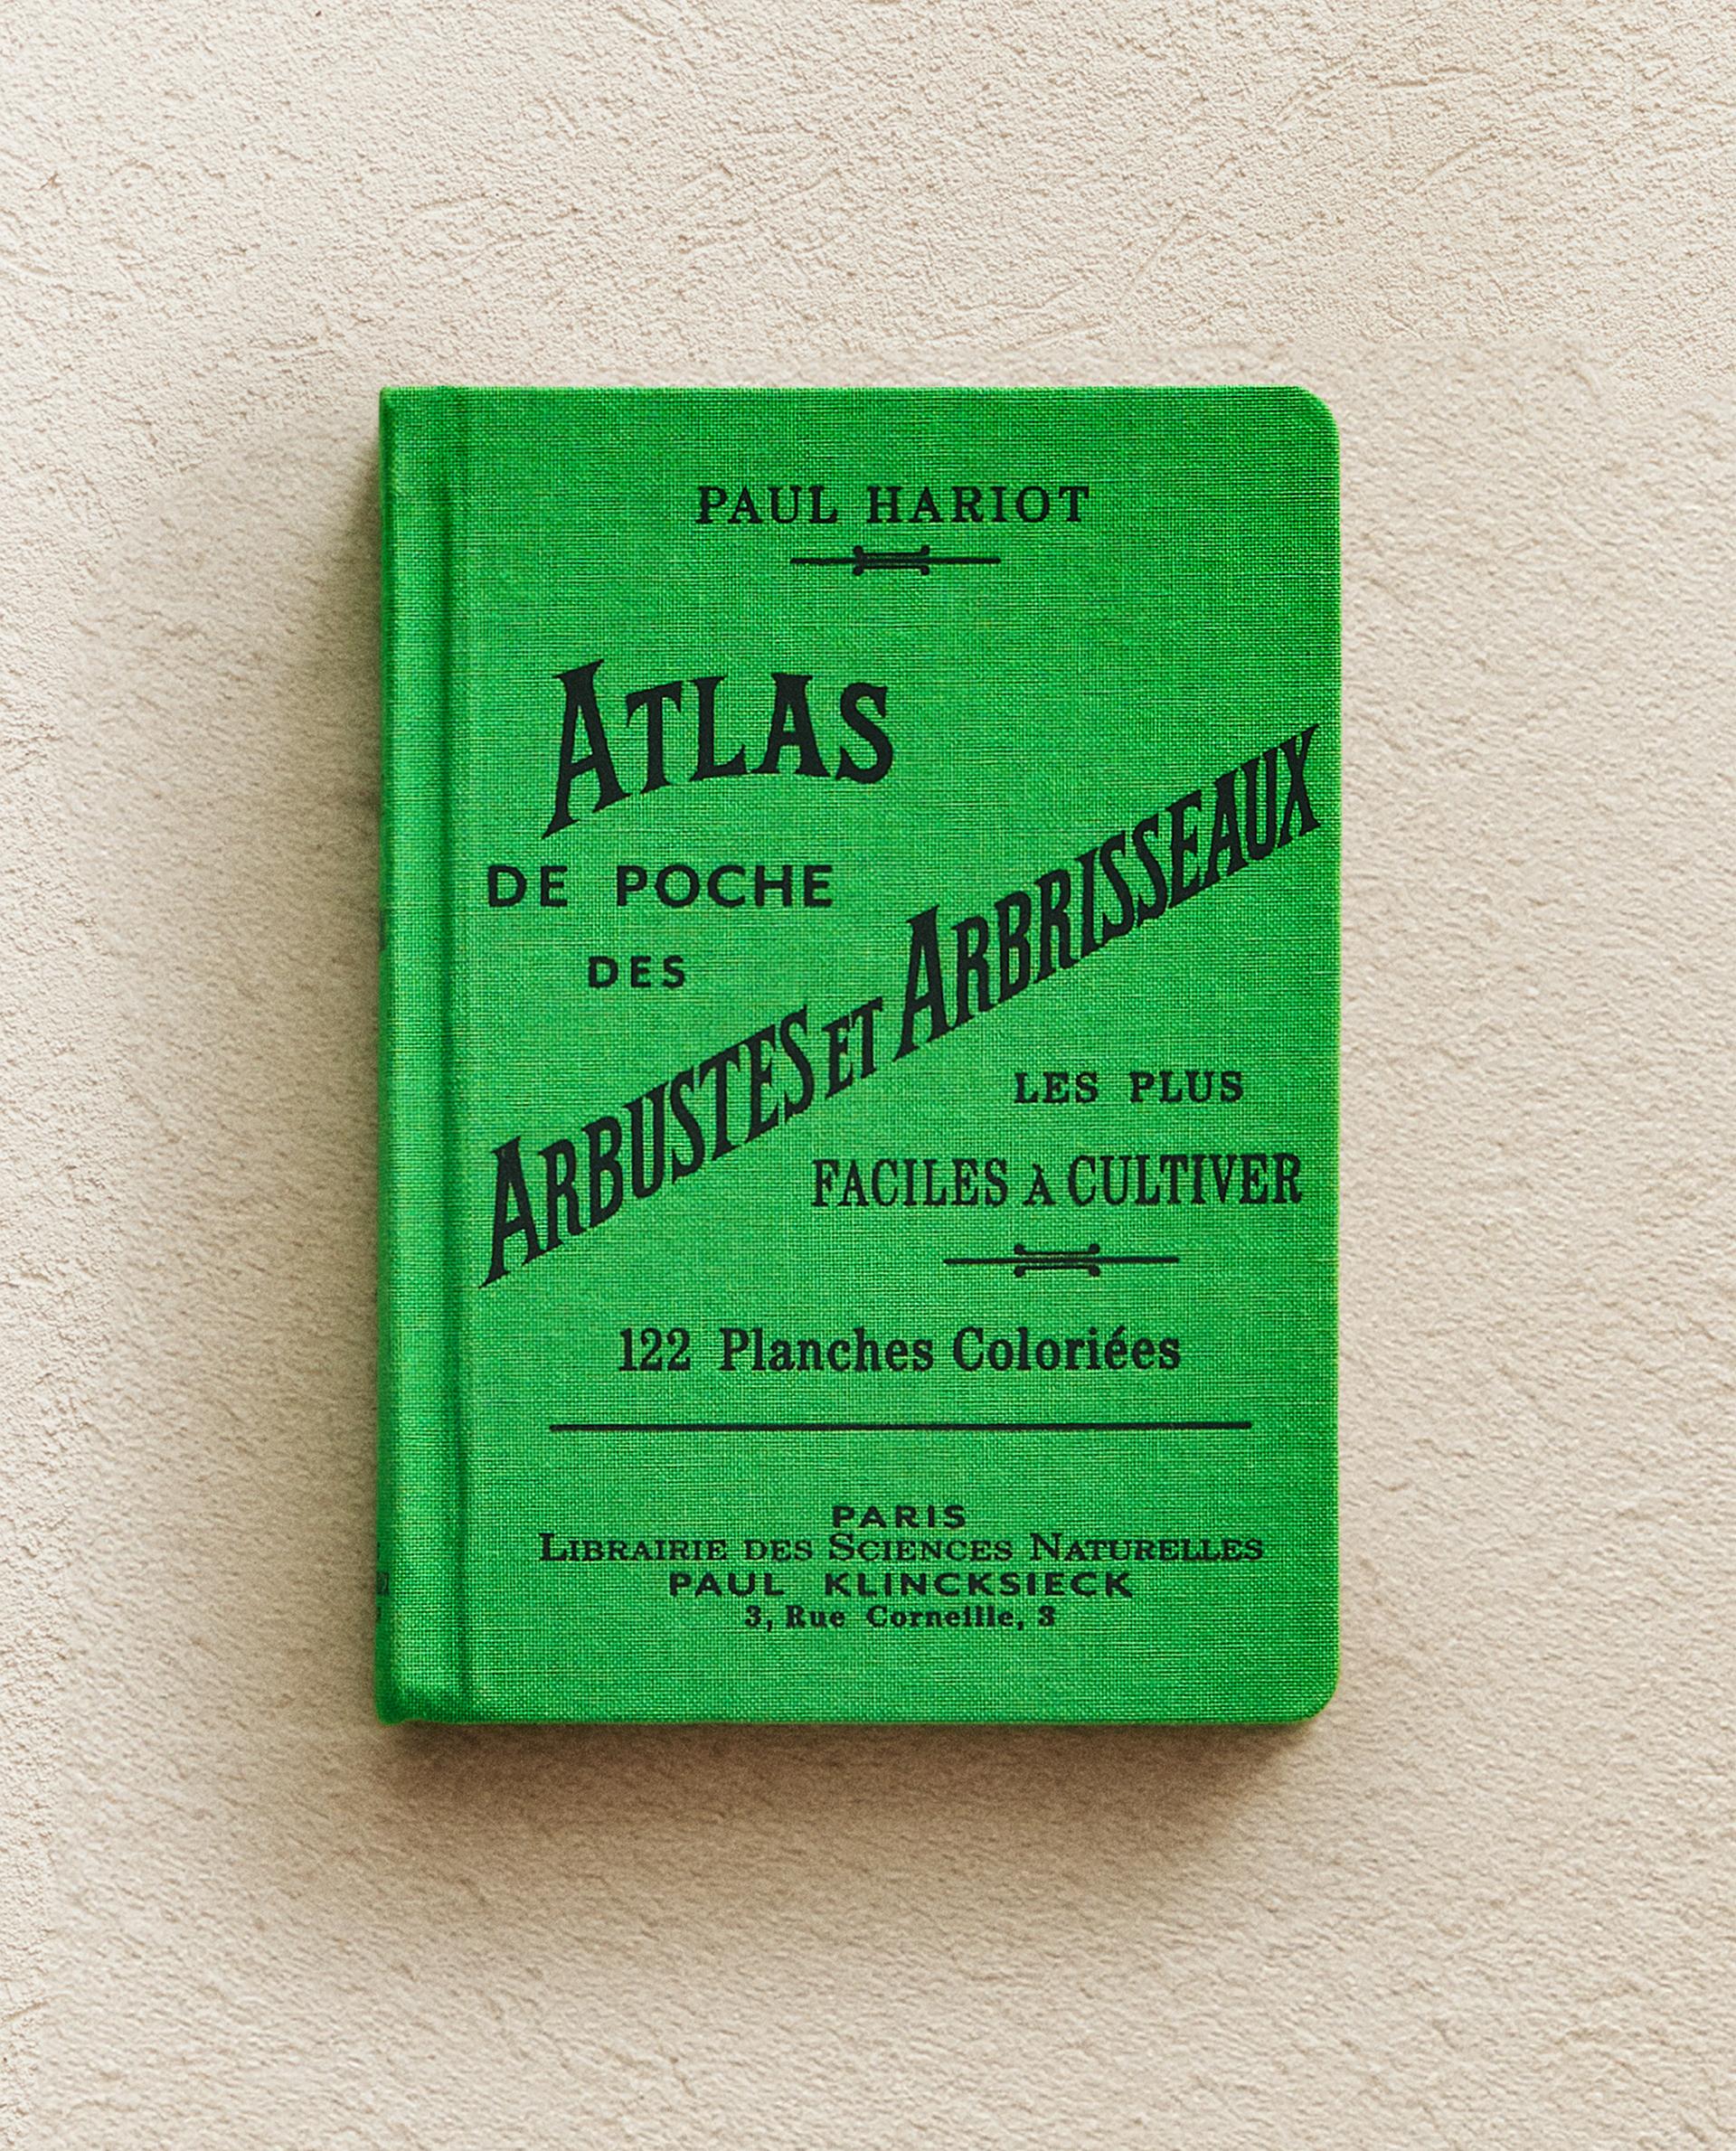 PAUL HARIOT
ATLAS
DE POCHE
DES
ARBUSTES ET ARBRISSEAUX
LES PLUS
FACILES À CULTIVER
122 Planches Coloriées
PARIS
LIBRAIRIE DES SCIENCES NATURELLES
PAUL KLINCKSIECK
3, Rue Corneille, 3